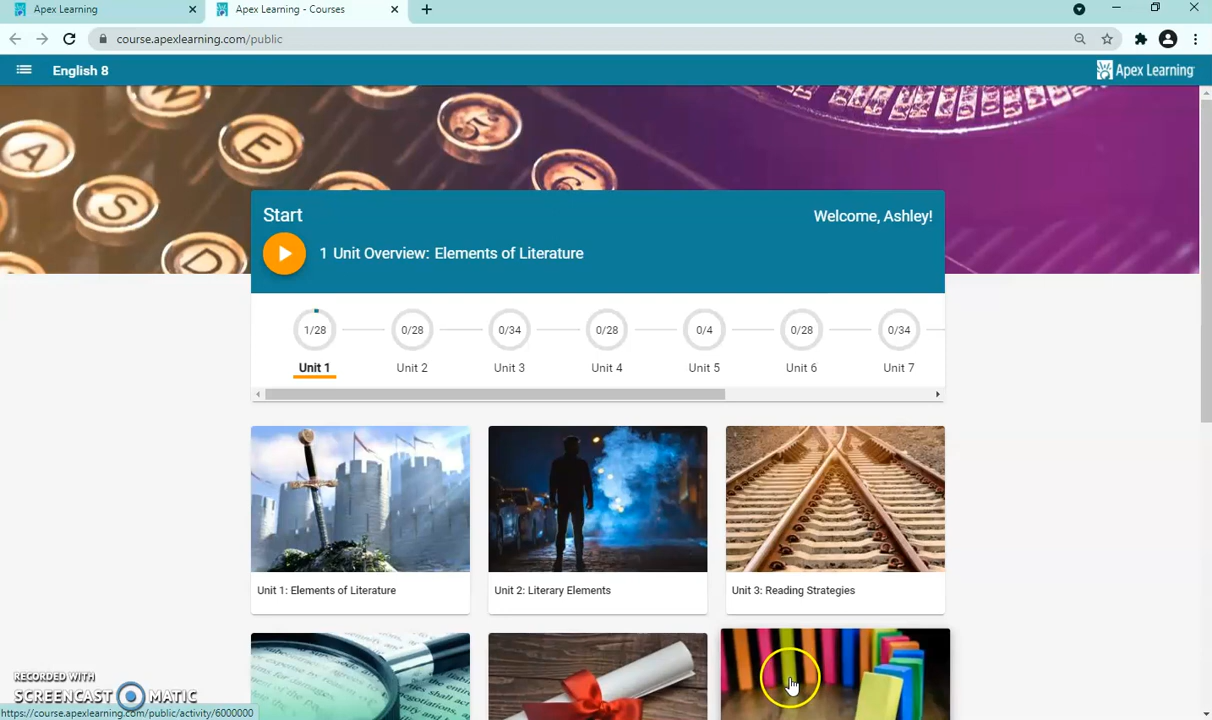 Apex Learning
Apex Learning - Courses
course.apexlearning.com/public
English 8
Apex Learning
Start
Welcome, Ashley!
1 Unit Overview: Elements of Literature
1/28
0/28
0/34
0/28
0/4
0/28
0/34
Unit 1
Unit 2
Unit 3
Unit 4
Unit 5
Unit 6
Unit 7
Unit 1: Elements of Literature
Unit 2: Literary Elements
Unit 3: Reading Strategies
RECORDED WITH
SCREENCAST MATIC
https://course.apexlearning.com/public/activity/6000000
W
E
5
A
S
D